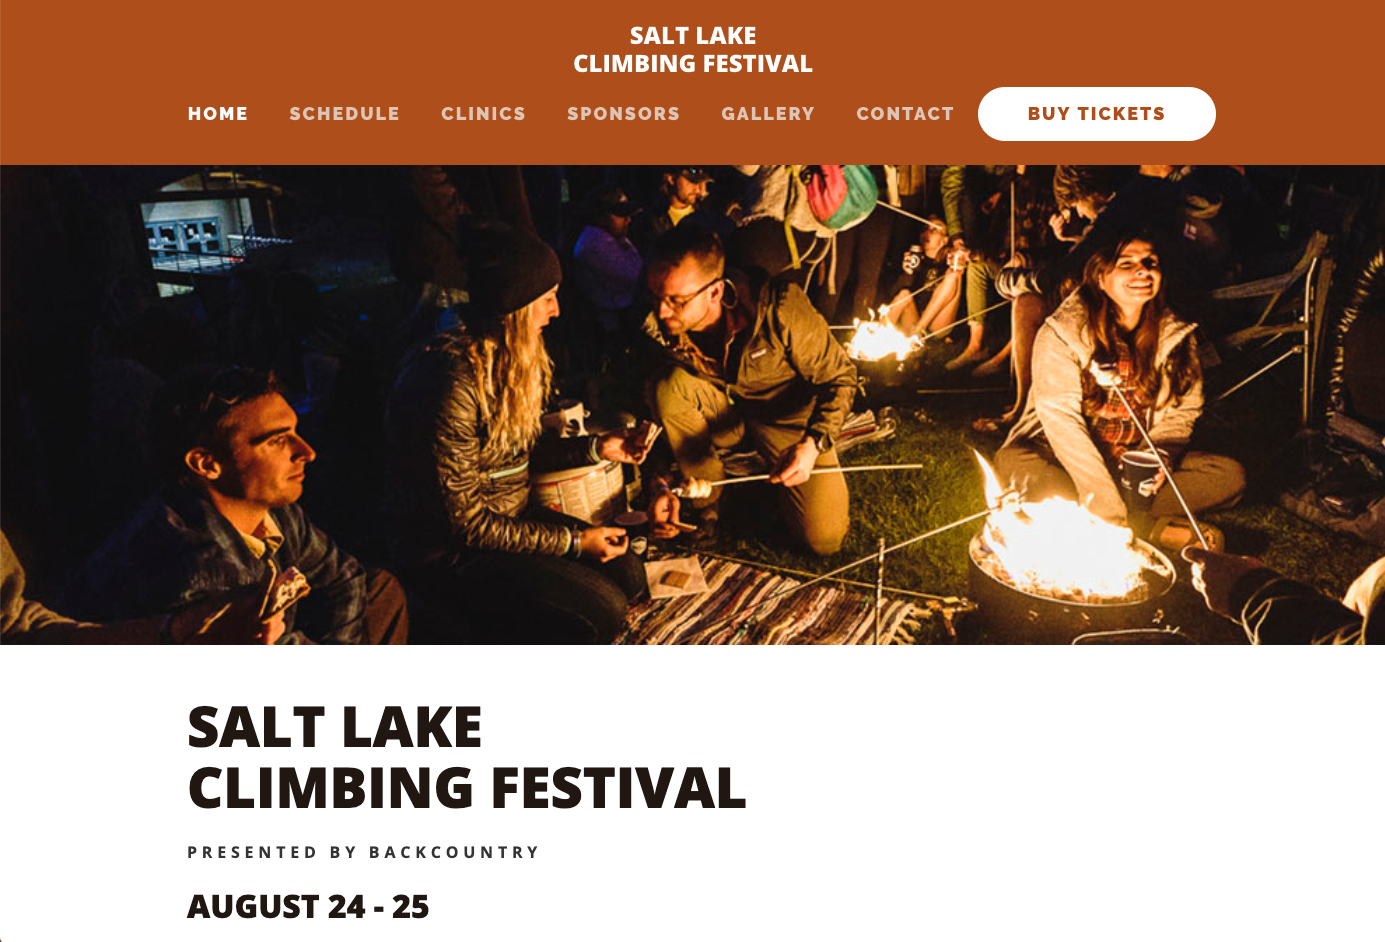 SALT LAKE
CLIMBING FESTIVAL
HOME SCHEDULE CLINICS SPONSORS GALLERY CONTACT BUY TICKETS
SALT LAKE
CLIMBING FESTIVAL
PRESENTED BY BACKCOUNTRY
AUGUST 24 - 25